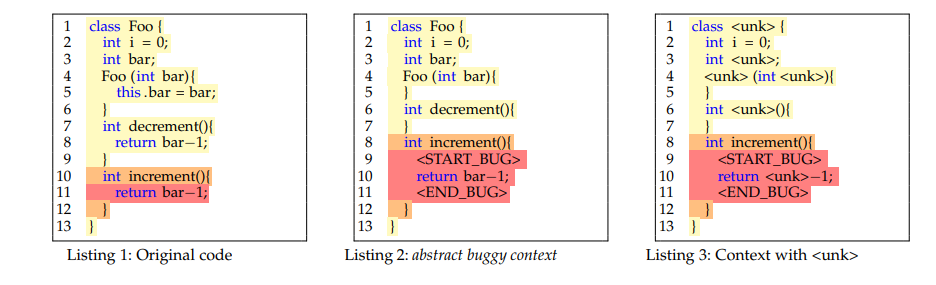 1 class Foo {
2 int i = 0;
3 int bar;
4 Foo (int bar){
5 this.bar = bar;
6 }
7 int decrement(){
8 return bar−1;
9 }
10 int increment(){
11 return bar−1;
12 }
13 }
Listing 1: Original code
1 class Foo {
2 int i = 0;
3 int bar;
4 Foo (int bar){
5 }
6 int decrement(){
7 }
8 int increment(){
9 <START_BUG>
10 return bar−1;
11 <END_BUG>
12 }
13 }
Listing 2: abstract buggy context
1 class <unk> {
2 int i = 0;
3 int <unk>;
4 <unk> (int <unk>){
5 }
6 int <unk>(){
7 }
8 int increment(){
9 <START_BUG>
10 return <unk>−1;
11 <END_BUG>
12 }
13 }
Listing 3: Context with <unk>